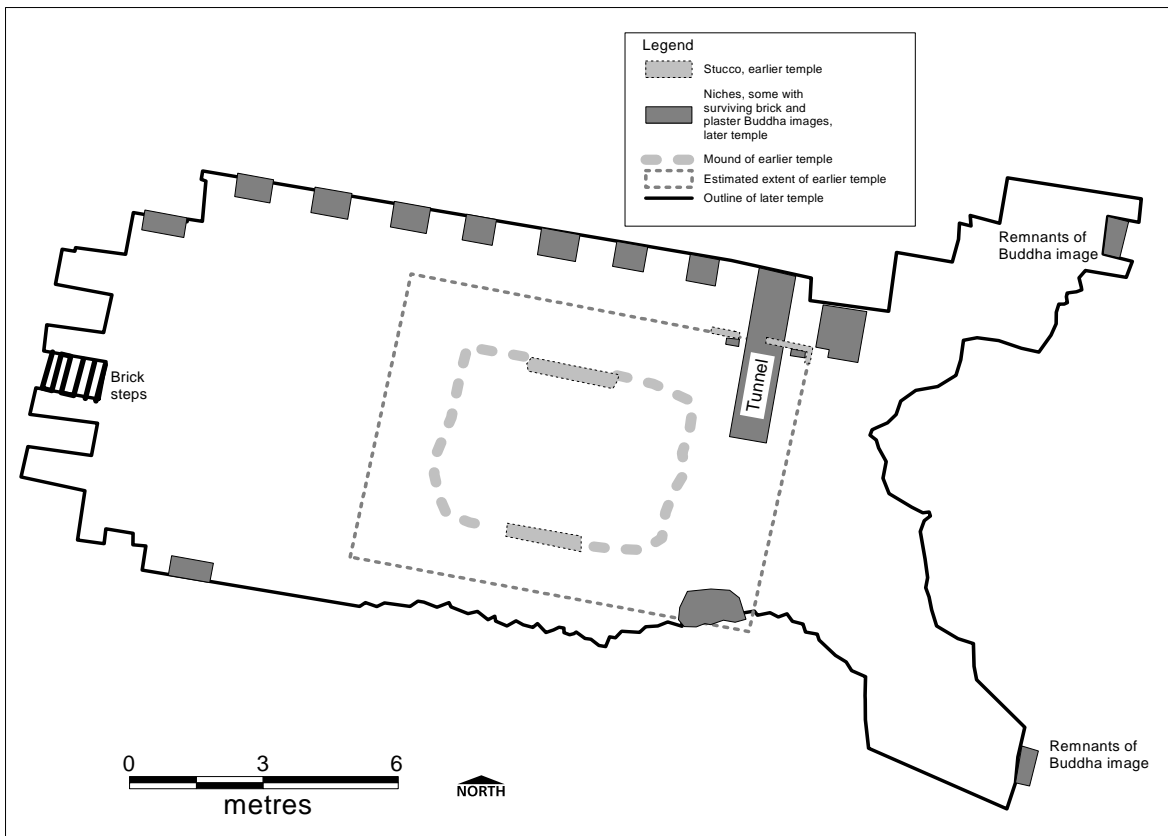 Legend
Stucco, earlier temple
Niches, some with
surviving brick and
plaster Buddha images,
later temple
Mound of earlier temple
Estimated extent of earlier temple
Outline of later temple
Remnants of
Buddha image
Brick
steps
Tunnel
Remnants of
Buddha image
0 3 6
metres
NORTH